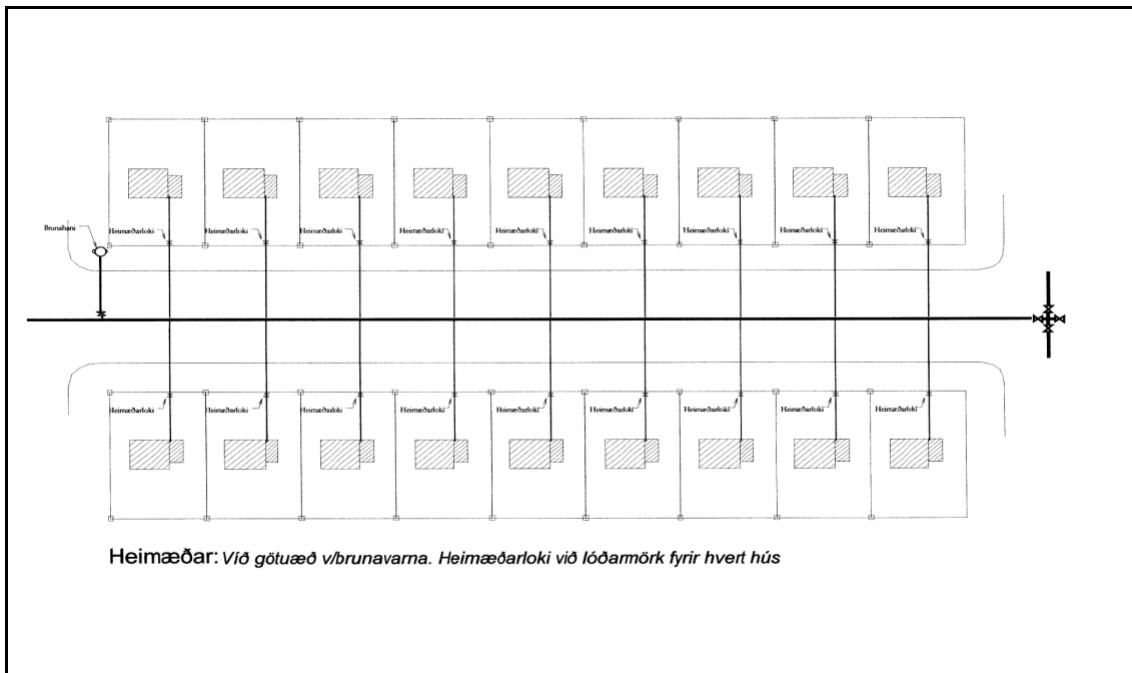 Heimæðarloki Heimæðarloki Heimæðarloki Heimæðarloki Heimæðarloki Heimæðarloki Heimæðarloki Heimæðarloki Heimæðarloki
Brunahani
Heimæðarloki Heimæðarloki Heimæðarloki Heimæðarloki Heimæðarloki Heimæðarloki Heimæðarloki Heimæðarloki Heimæðarloki
Heimæðar: Víð götuæð v/brunavarna. Heimæðarloki við lóðarmörk fyrir hvert hús